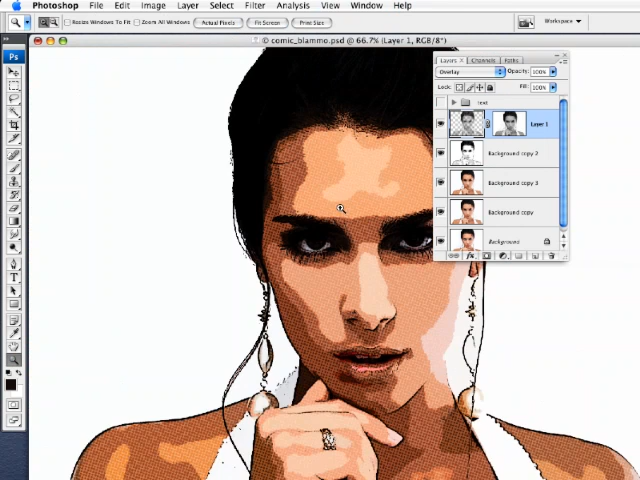 Photoshop File Edit Image Layer Select Filter Analysis View Window Help
Resize Windows To Fit Zoom All Windows Actual Pixels Fit Screen Print Size Workspace
comic_blammo.psd @ 66.7% (Layer 1, RGB/8*)
Ps
Layers Channels Paths
Overlay Opacity: 100%
Lock: Fill: 100%
text
Layer 1
Background copy 2
Background copy 3
Background copy
Background
fx